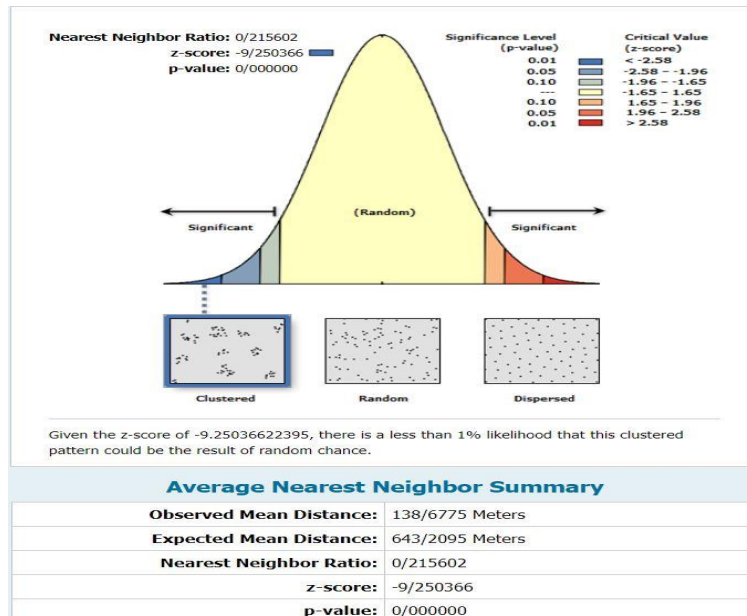 Nearest Neighbor Ratio: 0/215602
z-score: -9/250366
p-value: 0/000000
Significance Level
(p-value)
Critical Value
(z-score)
0.01 < -2.58
0.05 -2.58 – -1.96
0.10 -1.96 – -1.65
--- -1.65 – 1.65
0.10 1.65 – 1.96
0.05 1.96 – 2.58
0.01 > 2.58
(Random)
Significant
Significant
Clustered
Random
Dispersed
Given the z-score of -9.25036622395, there is a less than 1% likelihood that this clustered
pattern could be the result of random chance.
Average Nearest Neighbor Summary
Observed Mean Distance: 138/6775 Meters
Expected Mean Distance: 643/2095 Meters
Nearest Neighbor Ratio: 0/215602
z-score: -9/250366
p-value: 0/000000